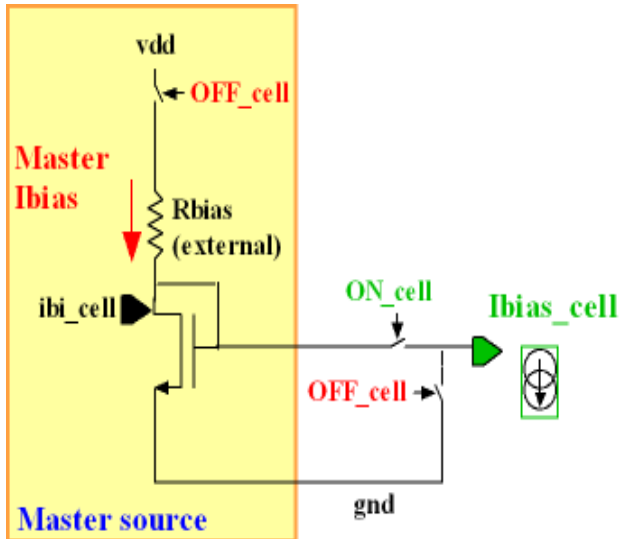 vdd
OFF_cell
Master
Ibias
Rbias
(external)
ibi_cell
ON_cell
Ibias_cell
OFF_cell
gnd
Master source